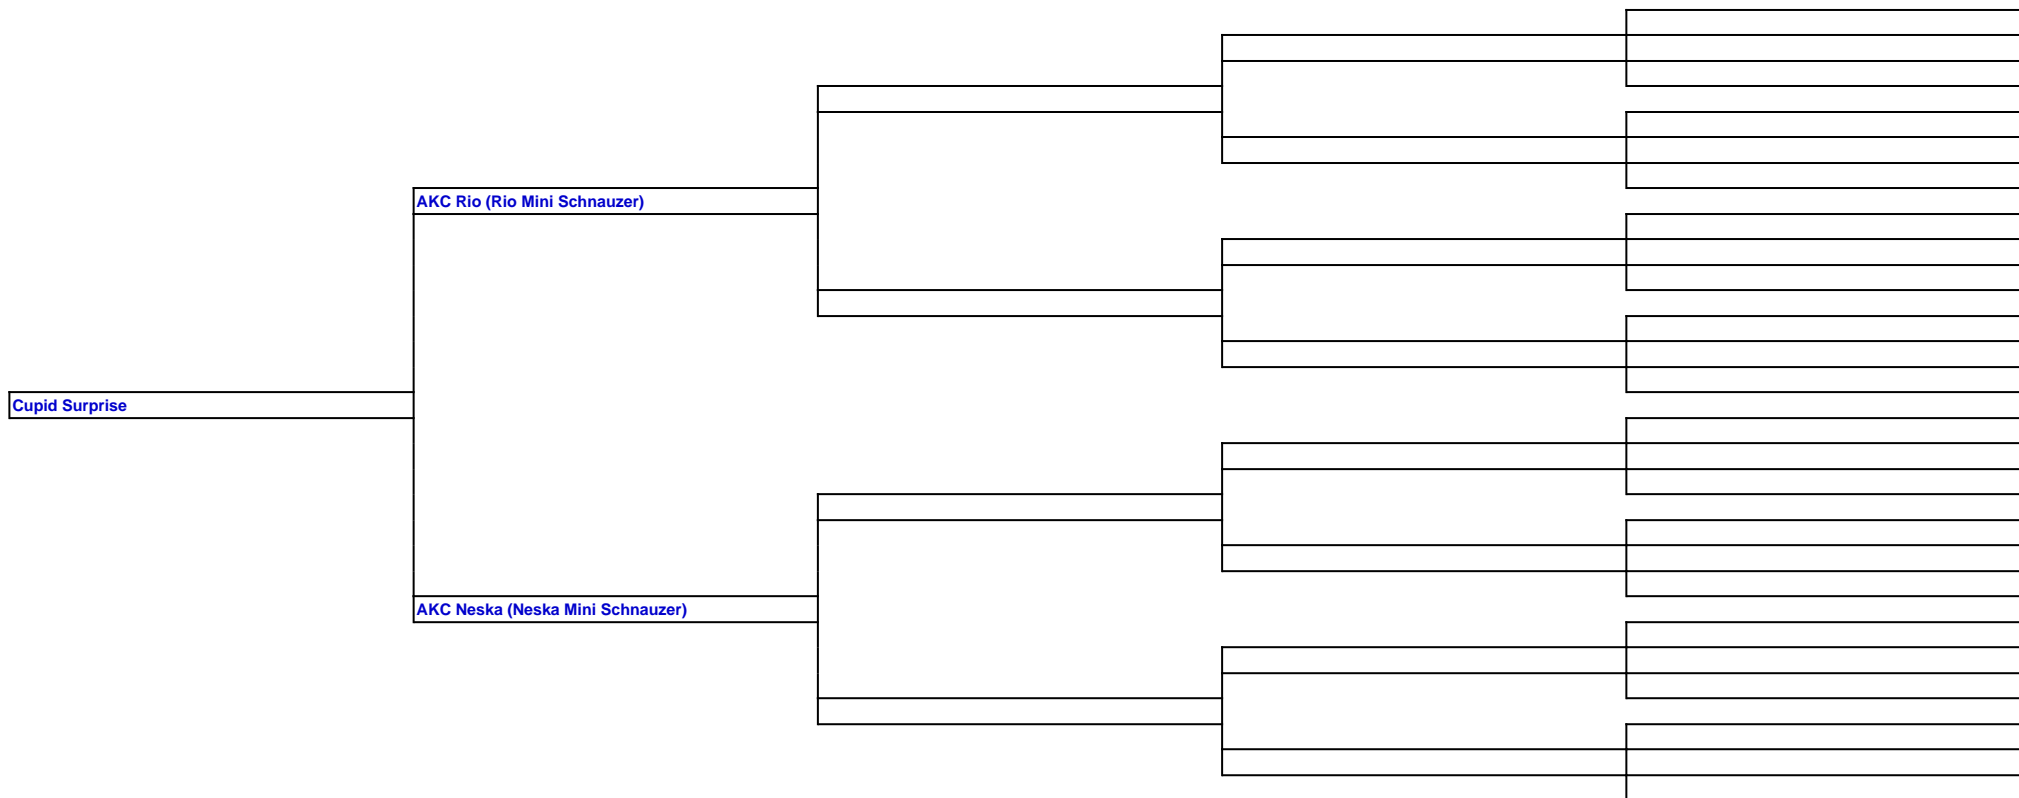 AKC Rio (Rio Mini Schnauzer)
Cupid Surprise
AKC Neska (Neska Mini Schnauzer)